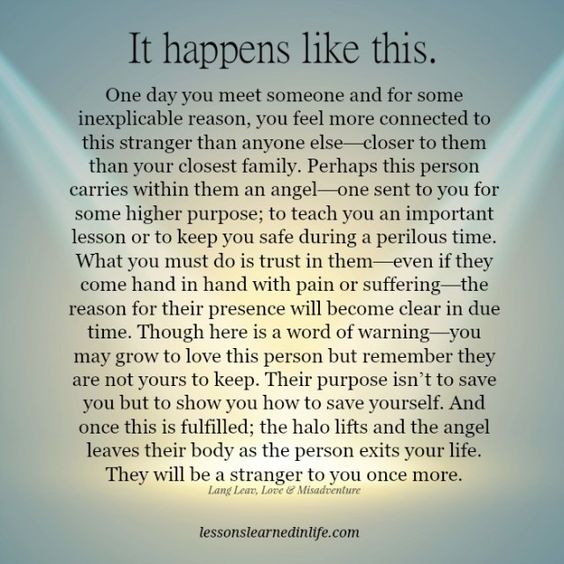 It happens like this.
One day you meet someone and for some
inexplicable reason, you feel more connected to
this stranger than anyone else—closer to them
than your closest family. Perhaps this person
carries within them an angel—one sent to you for
some higher purpose; to teach you an important
lesson or to keep you safe during a perilous time.
What you must do is trust in them—even if they
come hand in hand with pain or suffering—the
reason for their presence will become clear in due
time. Though here is a word of warning—you
may grow to love this person but remember they
are not yours to keep. Their purpose isn’t to save
you but to show you how to save yourself. And
once this is fulfilled; the halo lifts and the angel
leaves their body as the person exits your life.
They will be a stranger to you once more.
Lang Leav, Love & Misadventure
lessonslearnedinlife.com